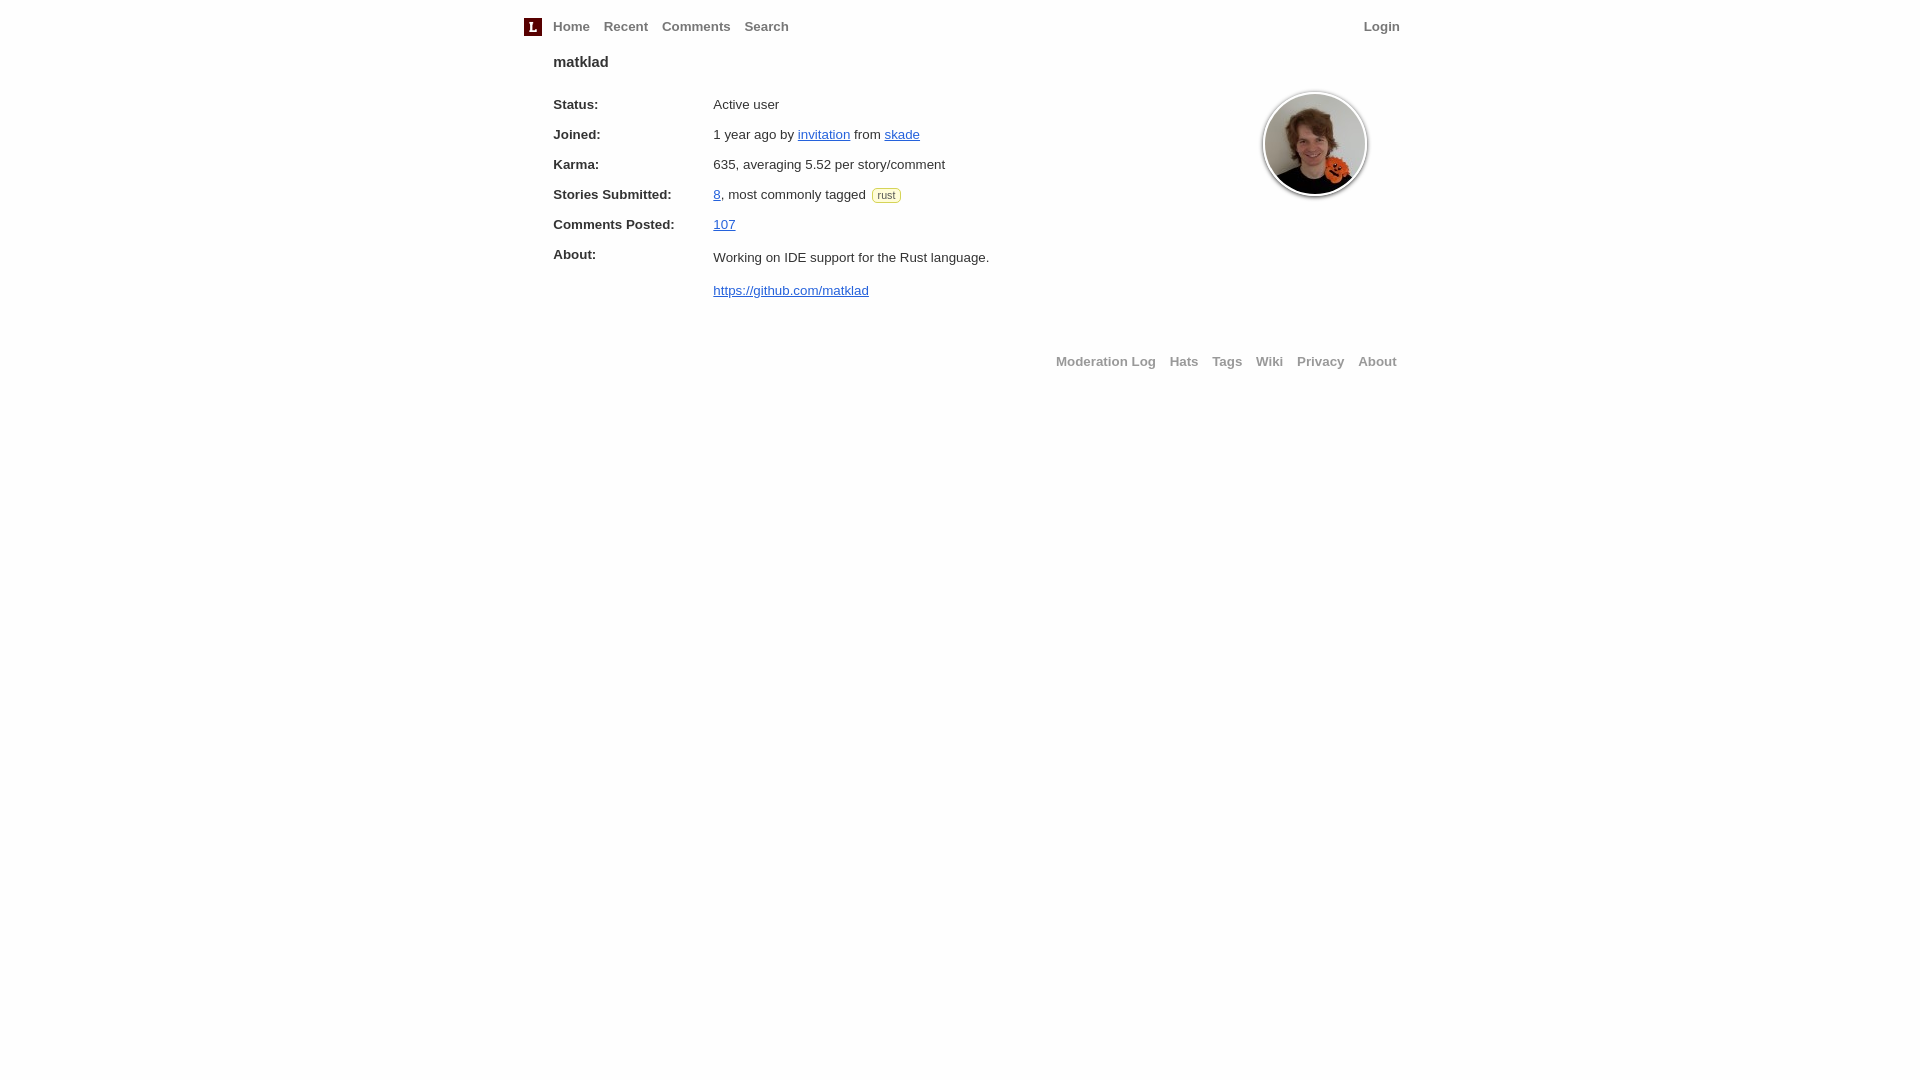 L Home Recent Comments Search Login
matklad
Status: Active user
Joined: 1 year ago by invitation from skade
Karma: 635, averaging 5.52 per story/comment
Stories Submitted: 8, most commonly tagged rust
Comments Posted: 107
About: Working on IDE support for the Rust language.
https://github.com/matklad
Moderation Log Hats Tags Wiki Privacy About